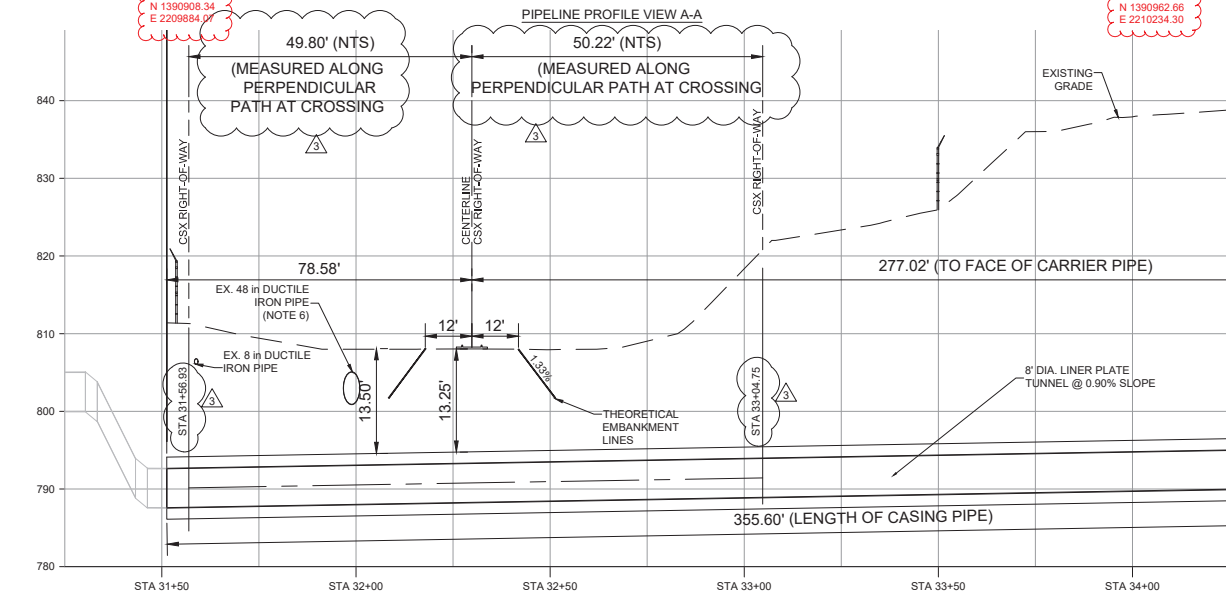 N 1390908.34
E 2209884.07
PIPELINE PROFILE VIEW A-A
N 1390962.66
E 2210234.30
49.80' (NTS)
(MEASURED ALONG
PERPENDICULAR
PATH AT CROSSING
3
50.22' (NTS)
(MEASURED ALONG
PERPENDICULAR PATH AT CROSSING
3
EXISTING
GRADE
840
830
820
810
800
790
780
CSX RIGHT-OF-WAY
CENTERLINE
CSX RIGHT-OF-WAY
CSX RIGHT-OF-WAY
78.58'
277.02' (TO FACE OF CARRIER PIPE)
EX. 48 in DUCTILE
IRON PIPE
(NOTE 6)
12'
12'
EX. 8 in DUCTILE
IRON PIPE
STA 31+56.93
3
13.50'
13.25'
1.33%
THEORETICAL
EMBANKMENT
LINES
STA 33+04.75
3
8' DIA. LINER PLATE
TUNNEL @ 0.90% SLOPE
355.60' (LENGTH OF CASING PIPE)
STA 31+50
STA 32+00
STA 32+50
STA 33+00
STA 33+50
STA 34+00